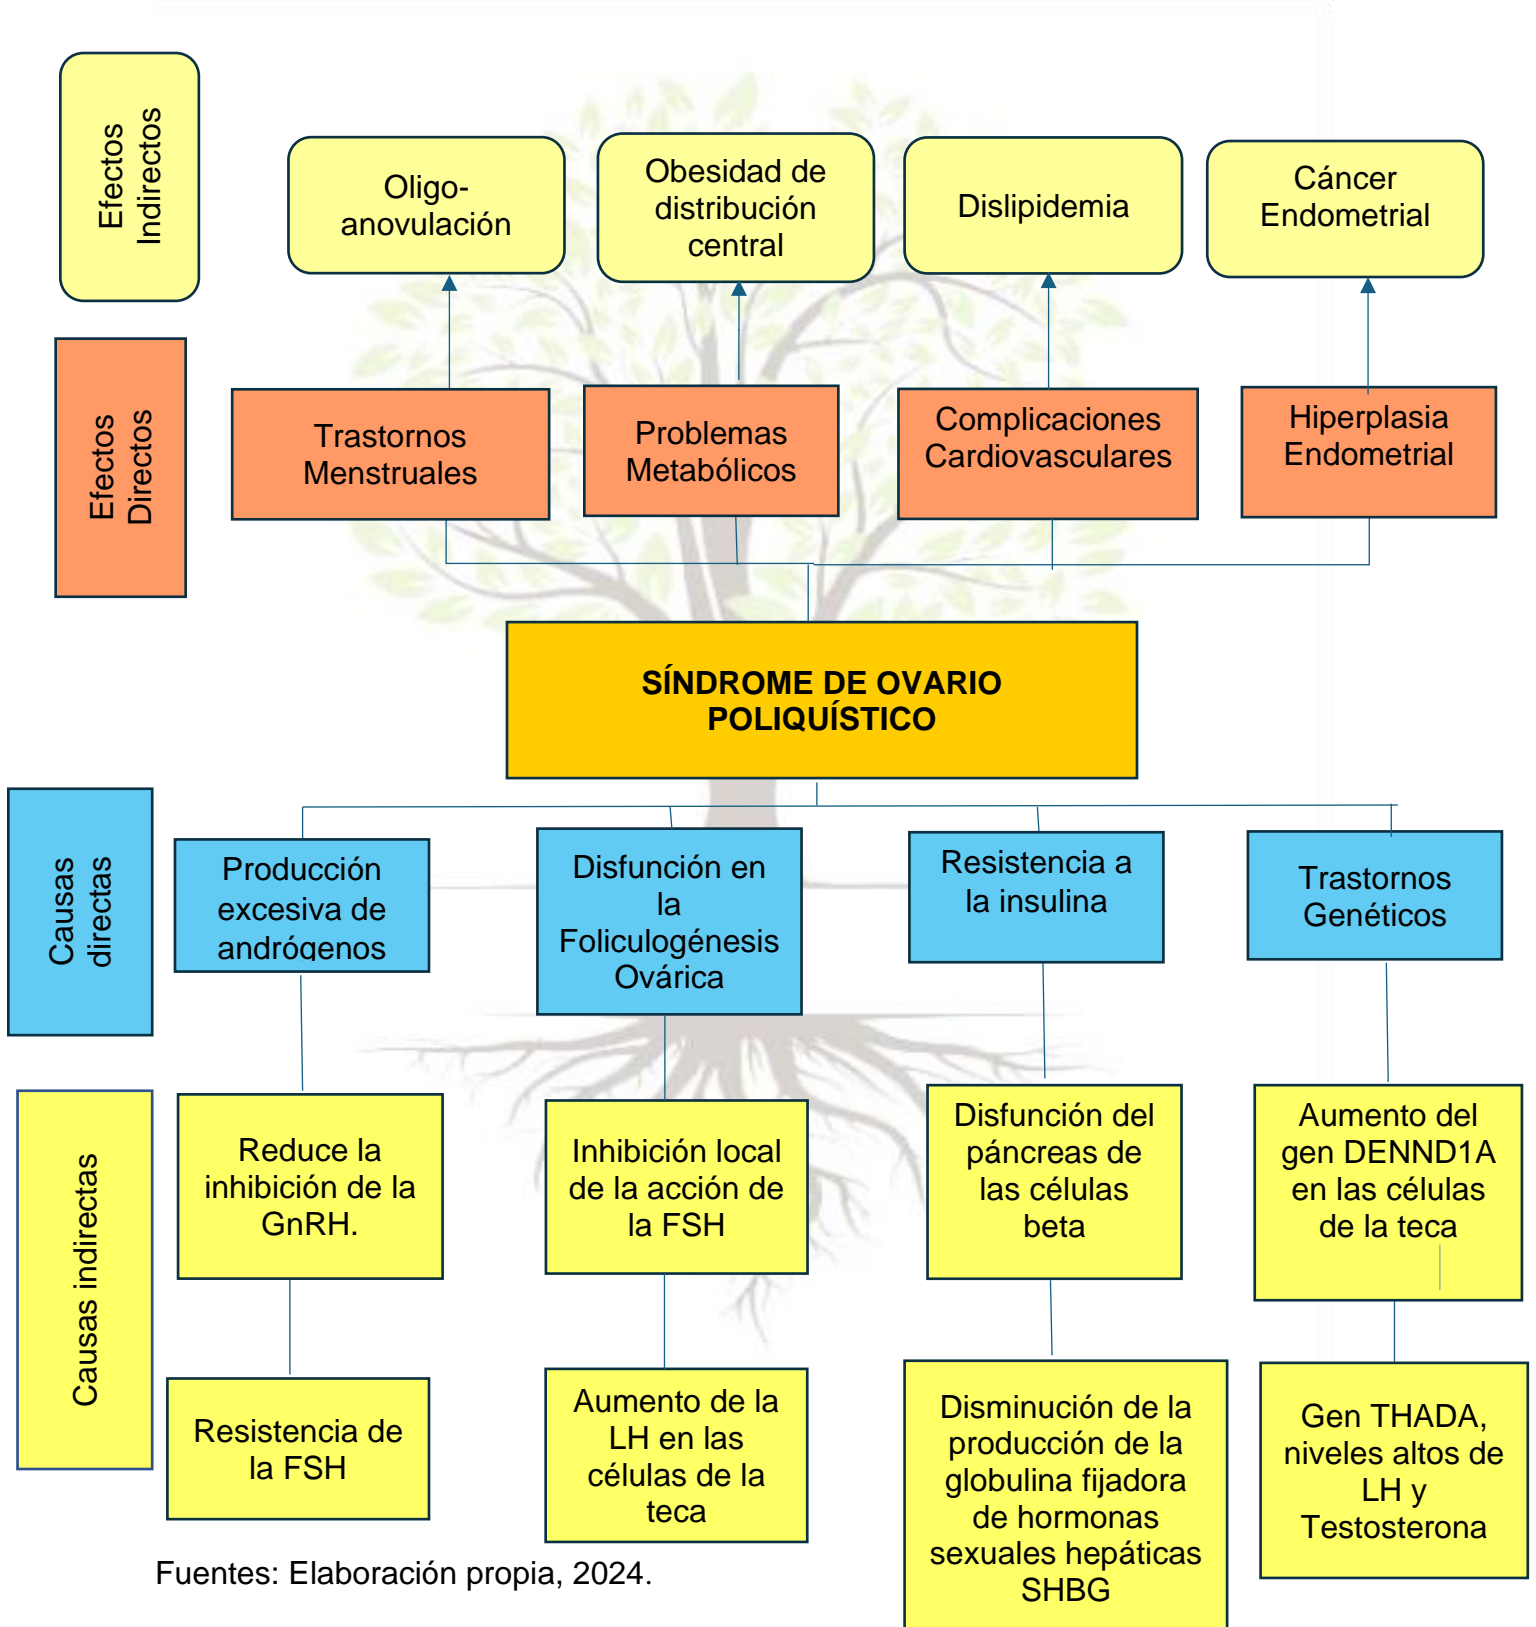 Efectos
Indirectos
Oligo-
anovulación
Obesidad de
distribución
central
Dislipidemia
Cáncer
Endometrial
Efectos
Directos
Trastornos
Menstruales
Problemas
Metabólicos
Complicaciones
Cardiovasculares
Hiperplasia
Endometrial
SÍNDROME DE OVARIO
POLIQUÍSTICO
Causas
directas
Producción
excesiva de
andrógenos
Disfunción en
la
Foliculogénesis
Ovárica
Resistencia a
la insulina
Trastornos
Genéticos
Causas indirectas
Reduce la
inhibición de la
GnRH.
Inhibición local
de la acción de
la FSH
Disfunción del
páncreas de
las células
beta
Aumento del
gen DENND1A
en las células
de la teca
Resistencia de
la FSH
Aumento de la
LH en las
células de la
teca
Disminución de la
producción de la
globulina fijadora
de hormonas
sexuales hepáticas
SHBG
Gen THADA,
niveles altos de
LH y
Testosterona
Fuentes: Elaboración propia, 2024.